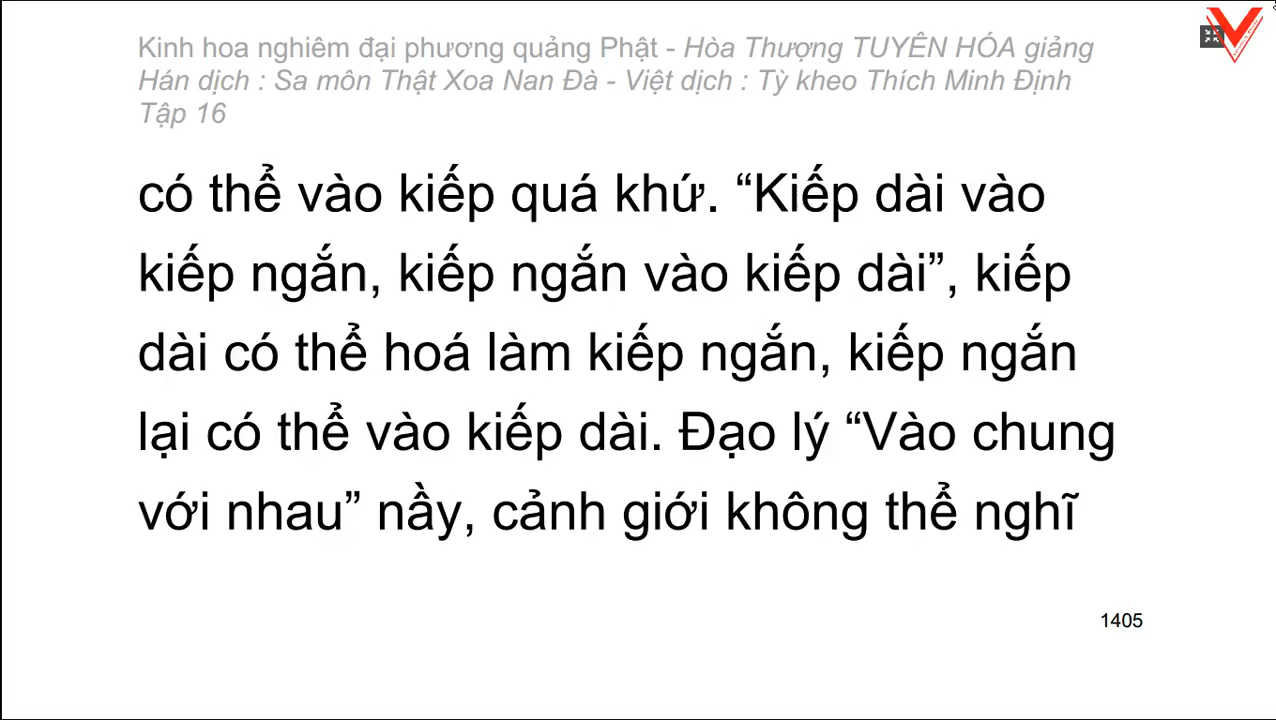 Kinh hoa nghiêm đại phương quảng Phật - Hòa Thượng TUYÊN HÓA giảng
Hán dịch : Sa môn Thật Xoa Nan Đà - Việt dịch : Tỳ kheo Thích Minh Định
Tập 16
có thể vào kiếp quá khứ. “Kiếp dài vào
kiếp ngắn, kiếp ngắn vào kiếp dài”, kiếp
dài có thể hoá làm kiếp ngắn, kiếp ngắn
lại có thể vào kiếp dài. Đạo lý “Vào chung
với nhau” nầy, cảnh giới không thể nghĩ
1405